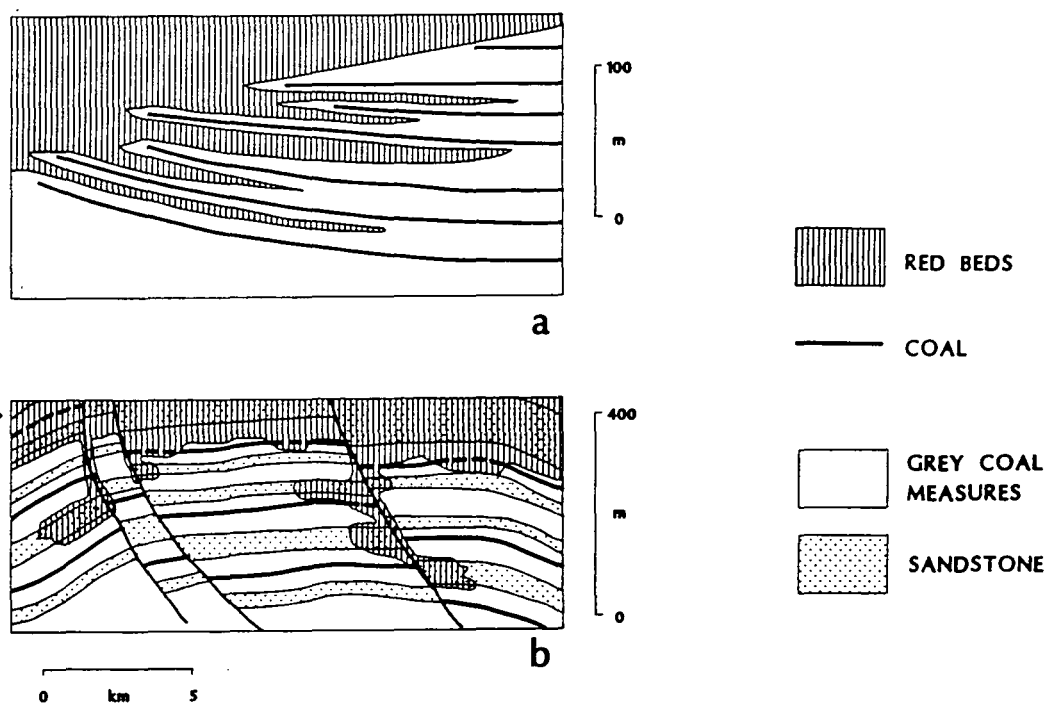 100
m
0
a
RED BEDS
COAL
400
m
0
b
GREY COAL
MEASURES
SANDSTONE
0 km 5